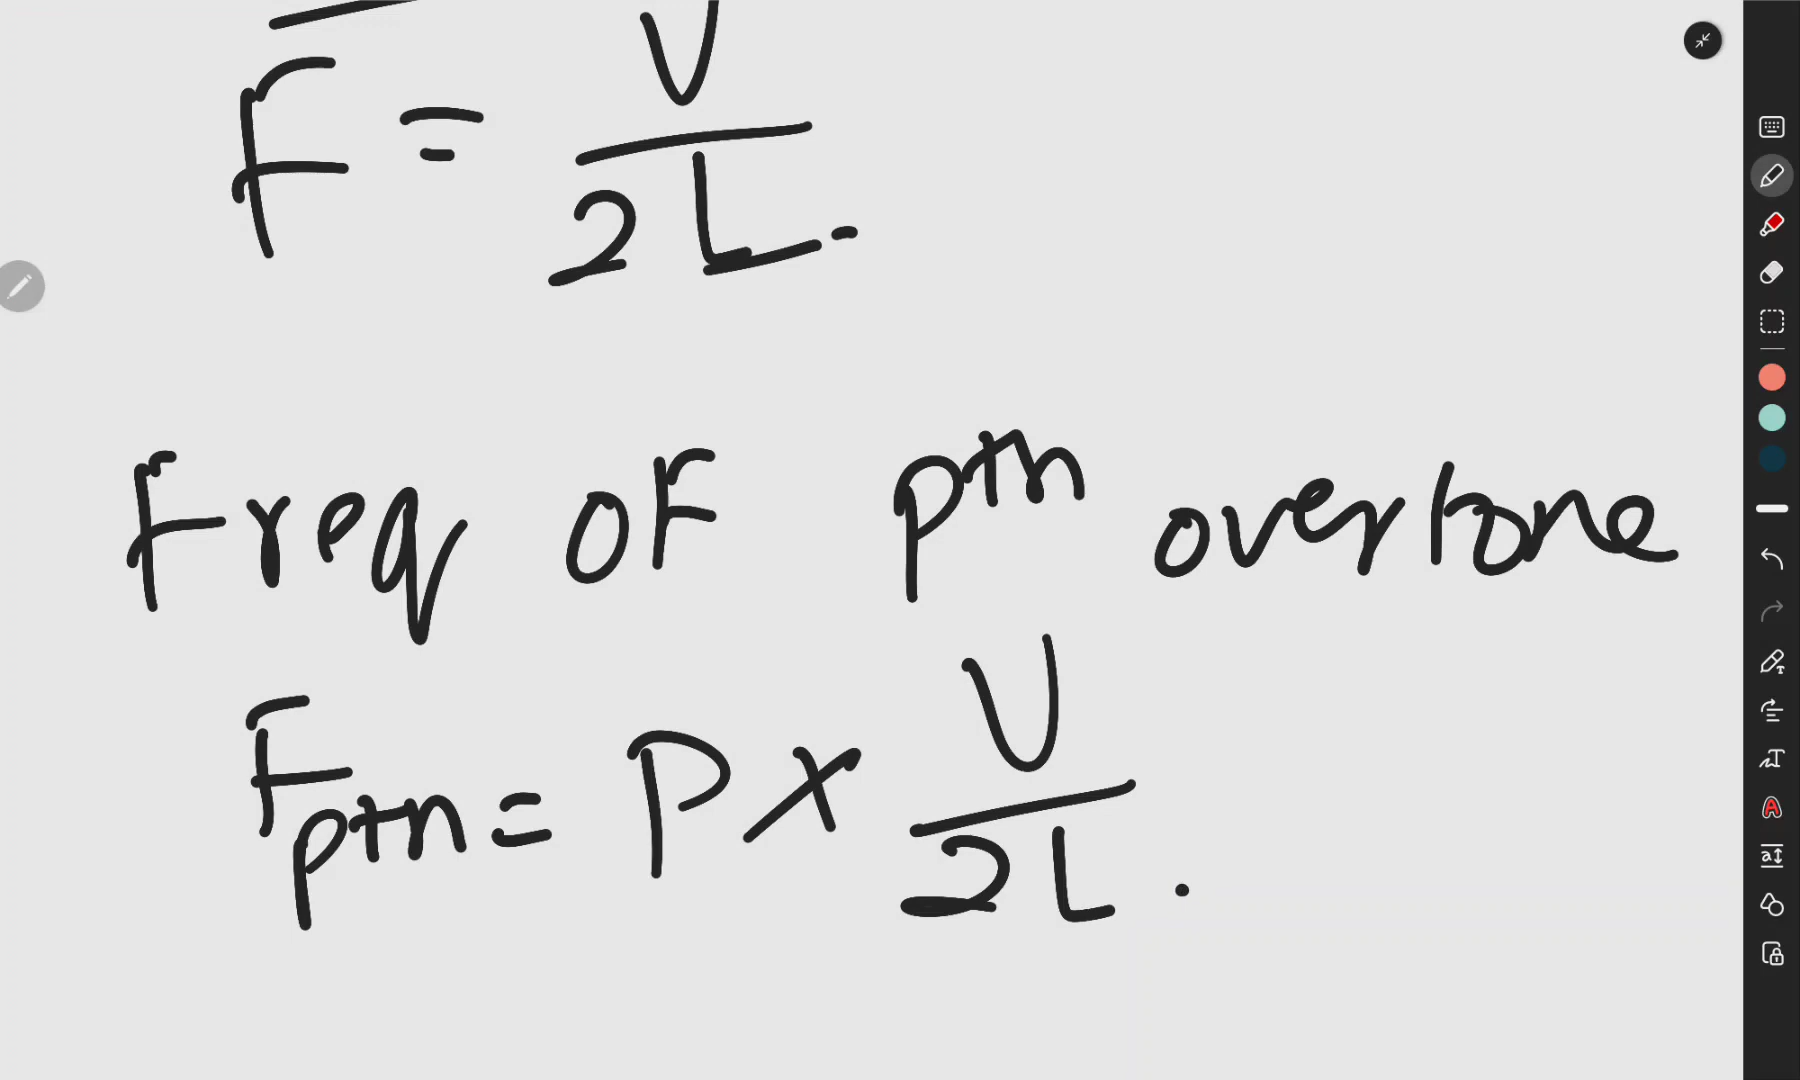 F = V
2L.
Freq of pth overtone
Fpth = P × V
2L.